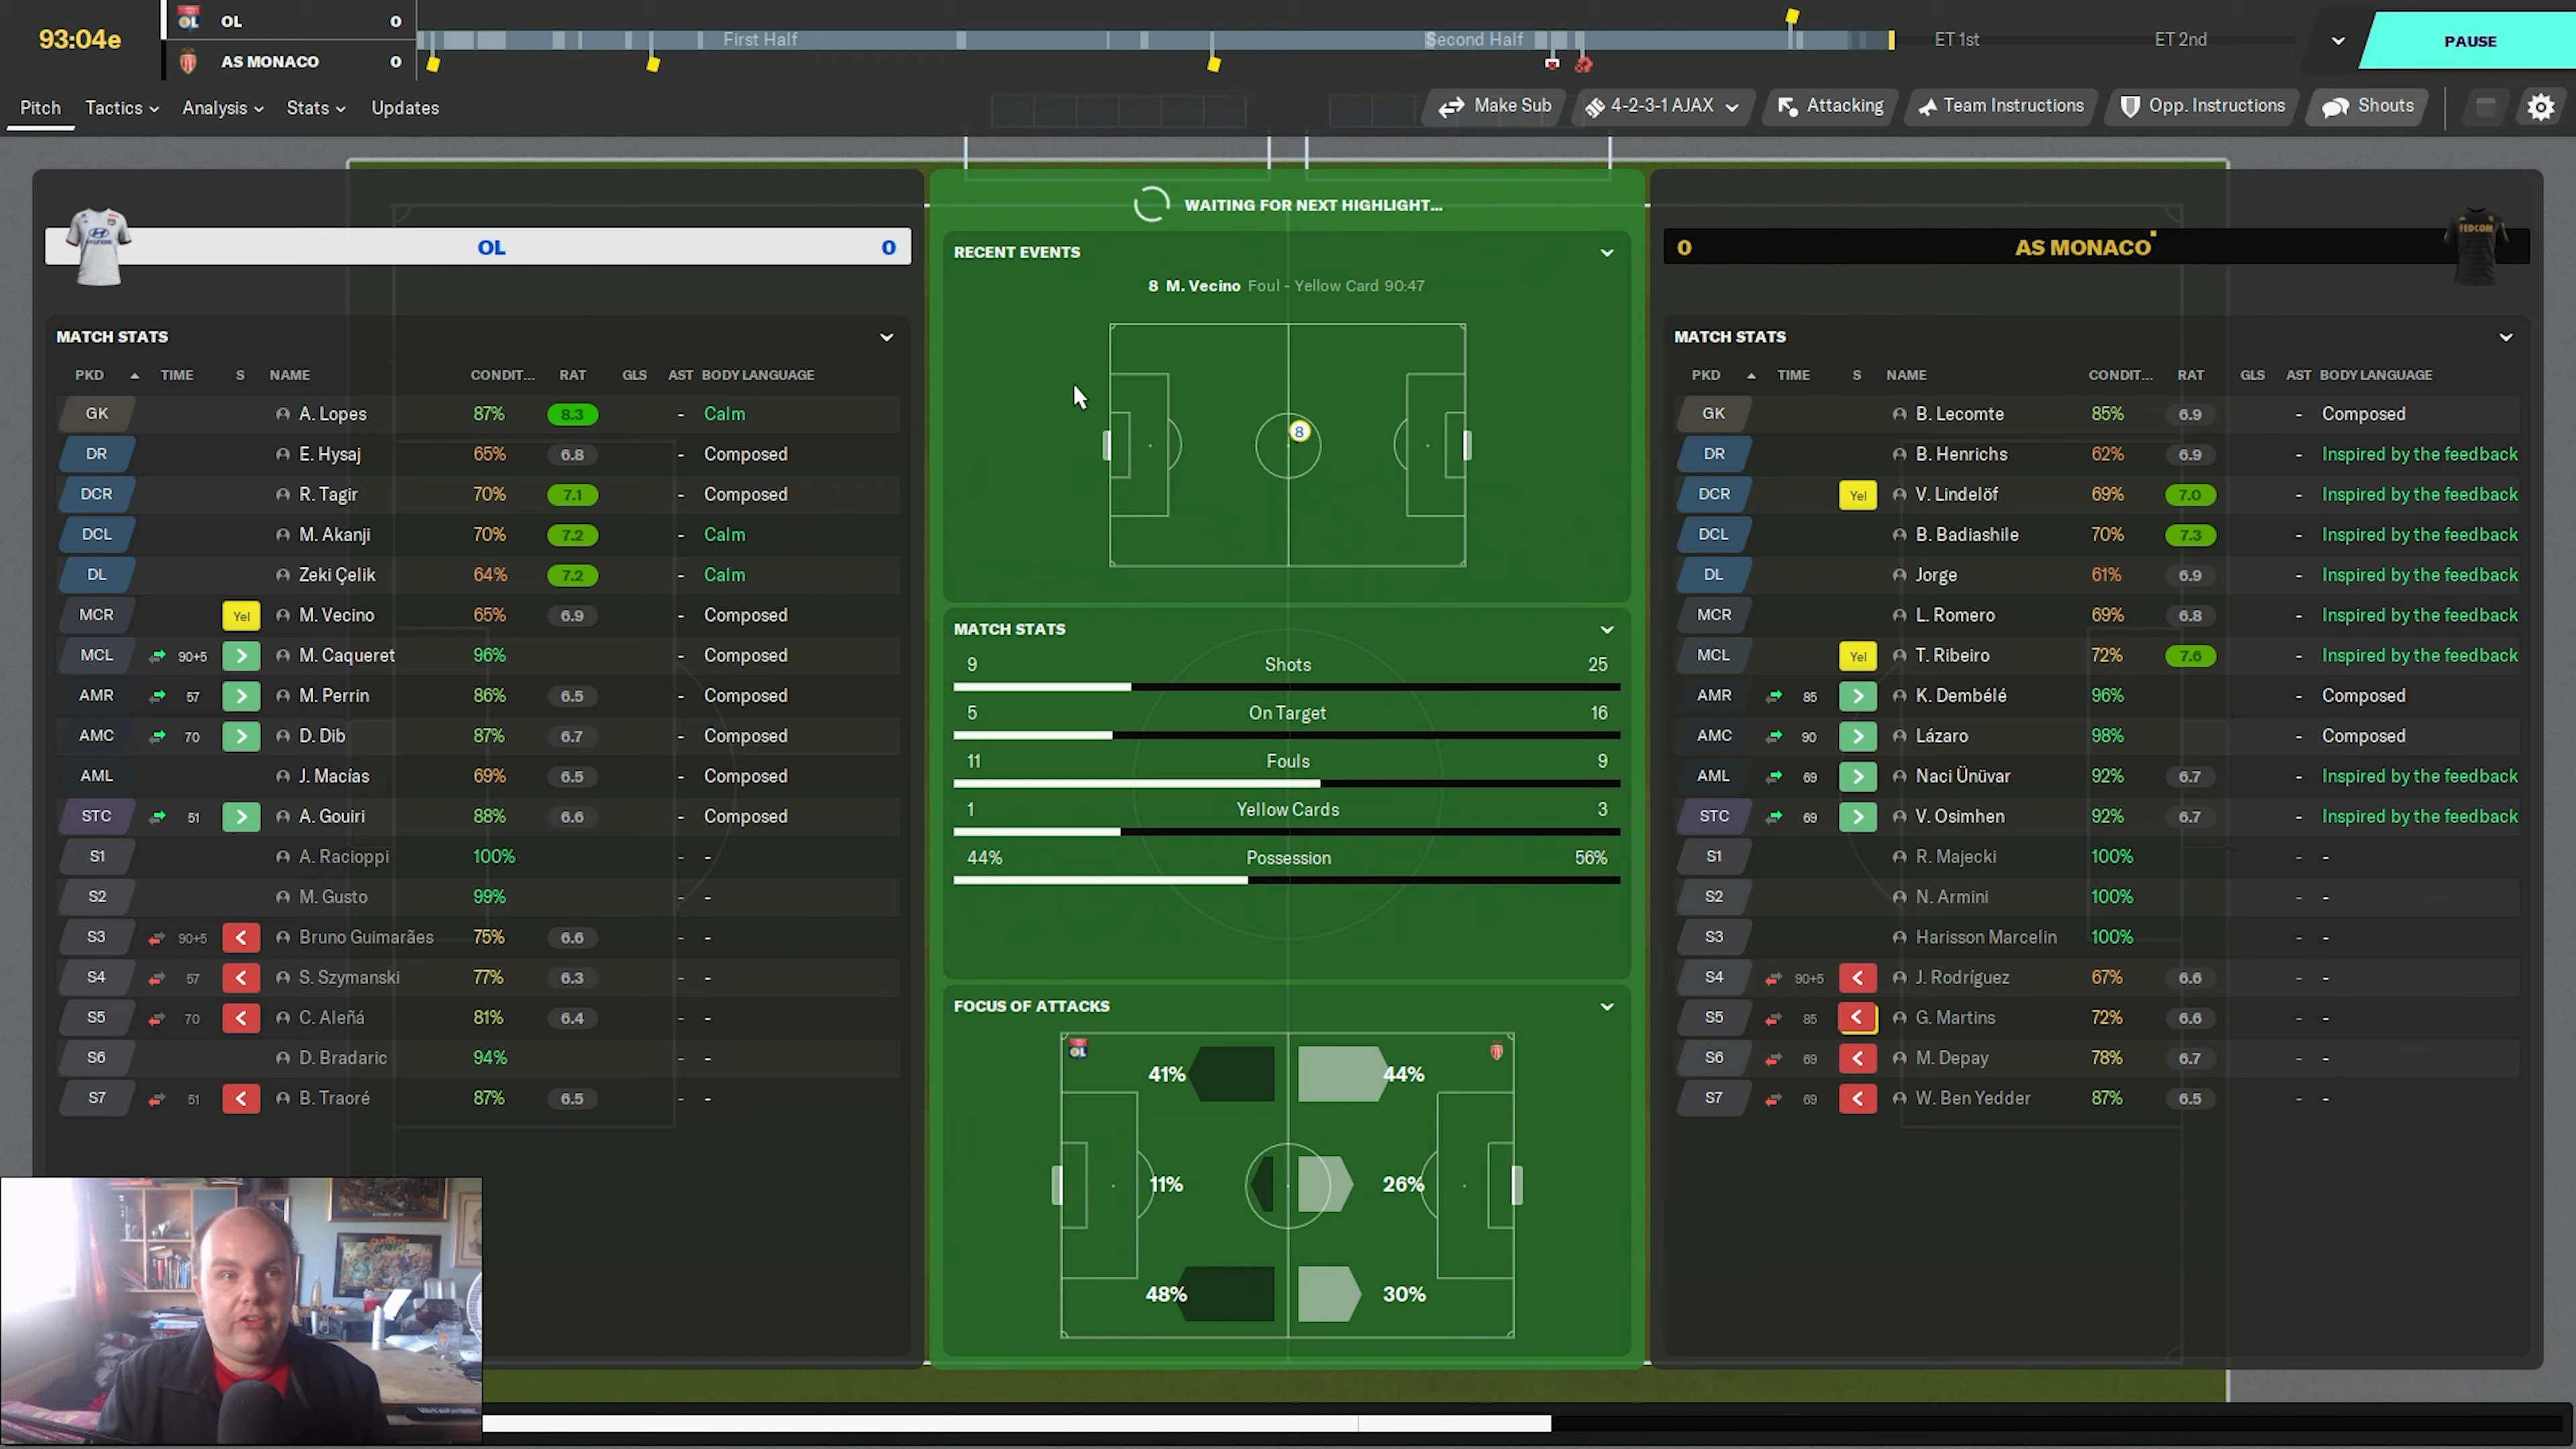 93:04e
OL 0
AS MONACO 0
First Half
Second Half
ET 1st
ET 2nd
PAUSE
Pitch Tactics Analysis Stats Updates
Make Sub
4-2-3-1 AJAX
Attacking
Team Instructions
Opp. Instructions
Shouts
WAITING FOR NEXT HIGHLIGHT...
OL 0
0 AS MONACO
FEDCOM
HYUNDAI
RECENT EVENTS
8 M. Vecino Foul - Yellow Card 90:47
8
MATCH STATS
PKD TIME S NAME CONDIT... RAT GLS AST BODY LANGUAGE
GK A. Lopes 87% 8.3 - Calm
DR E. Hysaj 65% 6.8 - Composed
DCR R. Tagir 70% 7.1 - Composed
DCL M. Akanji 70% 7.2 - Calm
DL Zeki Çelik 64% 7.2 - Calm
MCR Yel M. Vecino 65% 6.9 - Composed
MCL 90+5 M. Caqueret 96% - Composed
AMR 57 M. Perrin 86% 6.5 - Composed
AMC 70 D. Dib 87% 6.7 - Composed
AML J. Macías 69% 6.5 - Composed
STC 51 A. Gouiri 88% 6.6 - Composed
S1 A. Racioppi 100% - -
S2 M. Gusto 99% - -
S3 90+5 Bruno Guimarães 75% 6.6 - -
S4 57 S. Szymanski 77% 6.3 - -
S5 70 C. Aleñá 81% 6.4 - -
S6 D. Bradaric 94% - -
S7 51 B. Traoré 87% 6.5 - -
MATCH STATS
9 Shots 25
5 On Target 16
11 Fouls 9
1 Yellow Cards 3
44% Possession 56%
FOCUS OF ATTACKS
OL
41% 44%
11% 26%
48% 30%
MATCH STATS
PKD TIME S NAME CONDIT... RAT GLS AST BODY LANGUAGE
GK B. Lecomte 85% 6.9 - Composed
DR B. Henrichs 62% 6.9 - Inspired by the feedback
DCR Yel V. Lindelöf 69% 7.0 - Inspired by the feedback
DCL B. Badiashile 70% 7.3 - Inspired by the feedback
DL Jorge 61% 6.9 - Inspired by the feedback
MCR L. Romero 69% 6.8 - Inspired by the feedback
MCL Yel T. Ribeiro 72% 7.6 - Inspired by the feedback
AMR 85 K. Dembélé 96% - Composed
AMC 90 Lázaro 98% - Composed
AML 69 Naci Ünüvar 92% 6.7 - Inspired by the feedback
STC 69 V. Osimhen 92% 6.7 - Inspired by the feedback
S1 R. Majecki 100% - -
S2 N. Armini 100% - -
S3 Harisson Marcelin 100% - -
S4 90+5 J. Rodríguez 67% 6.6 - -
S5 85 G. Martins 72% 6.6 - -
S6 69 M. Depay 78% 6.7 - -
S7 69 W. Ben Yedder 87% 6.5 - -